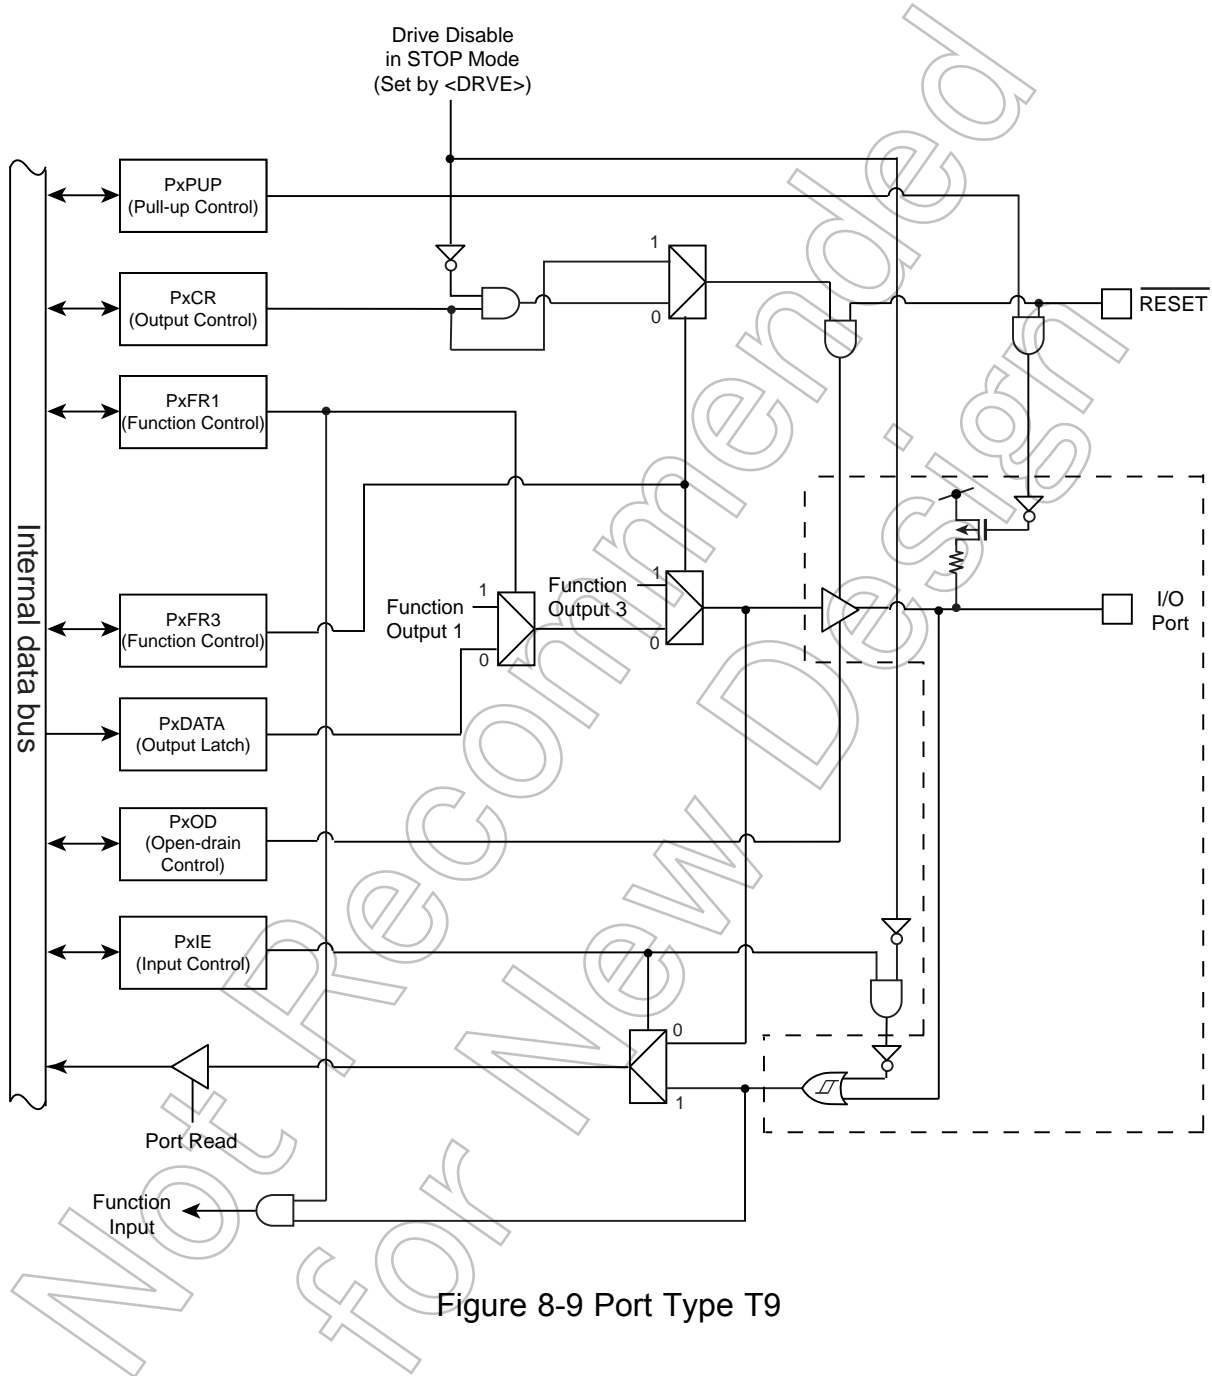 Drive Disable
in STOP Mode
(Set by <DRVE>)
PxPUP
(Pull-up Control)
1
PxCR
(Output Control)
0
RESET
PxFR1
(Function Control)
Internal data bus
Function
Output 1
1
0
Function
Output 3
1
0
I/O
Port
PxFR3
(Function Control)
PxDATA
(Output Latch)
PxOD
(Open-drain
Control)
PxIE
(Input Control)
0
1
Port Read
Function
Input
Figure 8-9 Port Type T9
Not Recommended
for New Design